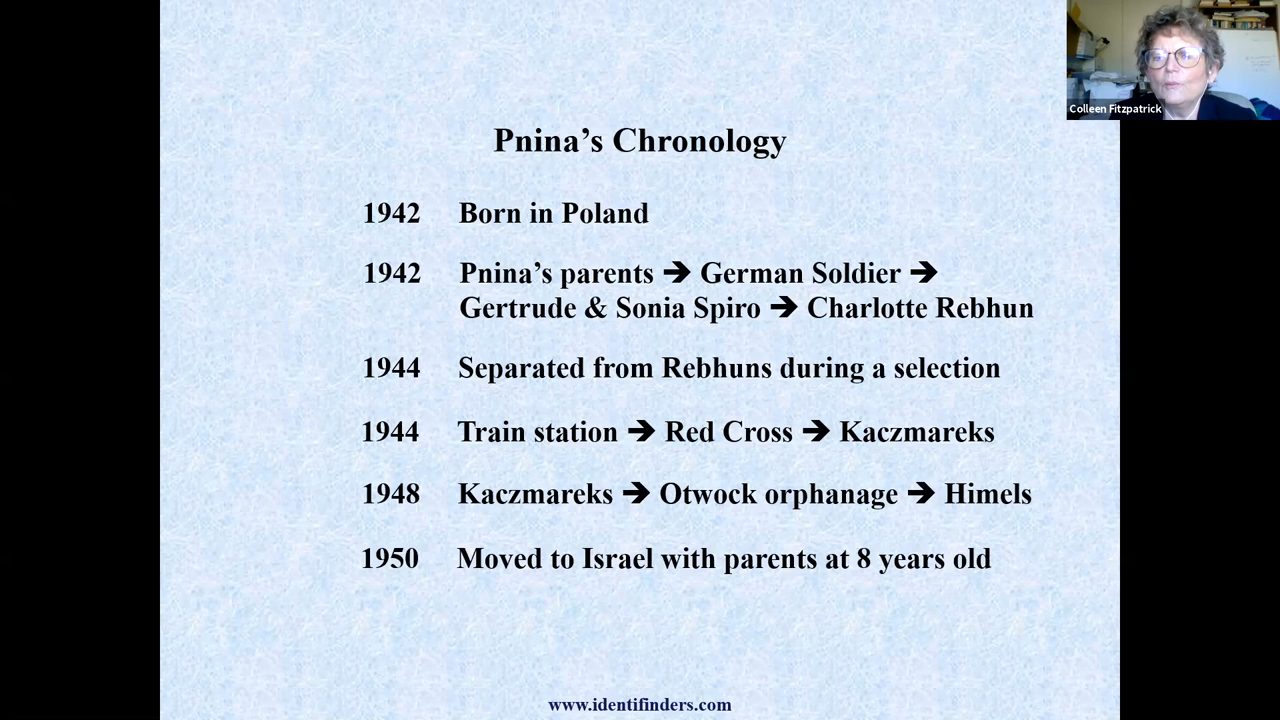 Colleen Fitzpatrick
Pnina’s Chronology
1942 Born in Poland
1942 Pnina’s parents ➔ German Soldier ➔
Gertrude & Sonia Spiro ➔ Charlotte Rebhun
1944 Separated from Rebhuns during a selection
1944 Train station ➔ Red Cross ➔ Kaczmareks
1948 Kaczmareks ➔ Otwock orphanage ➔ Himels
1950 Moved to Israel with parents at 8 years old
www.identifinders.com